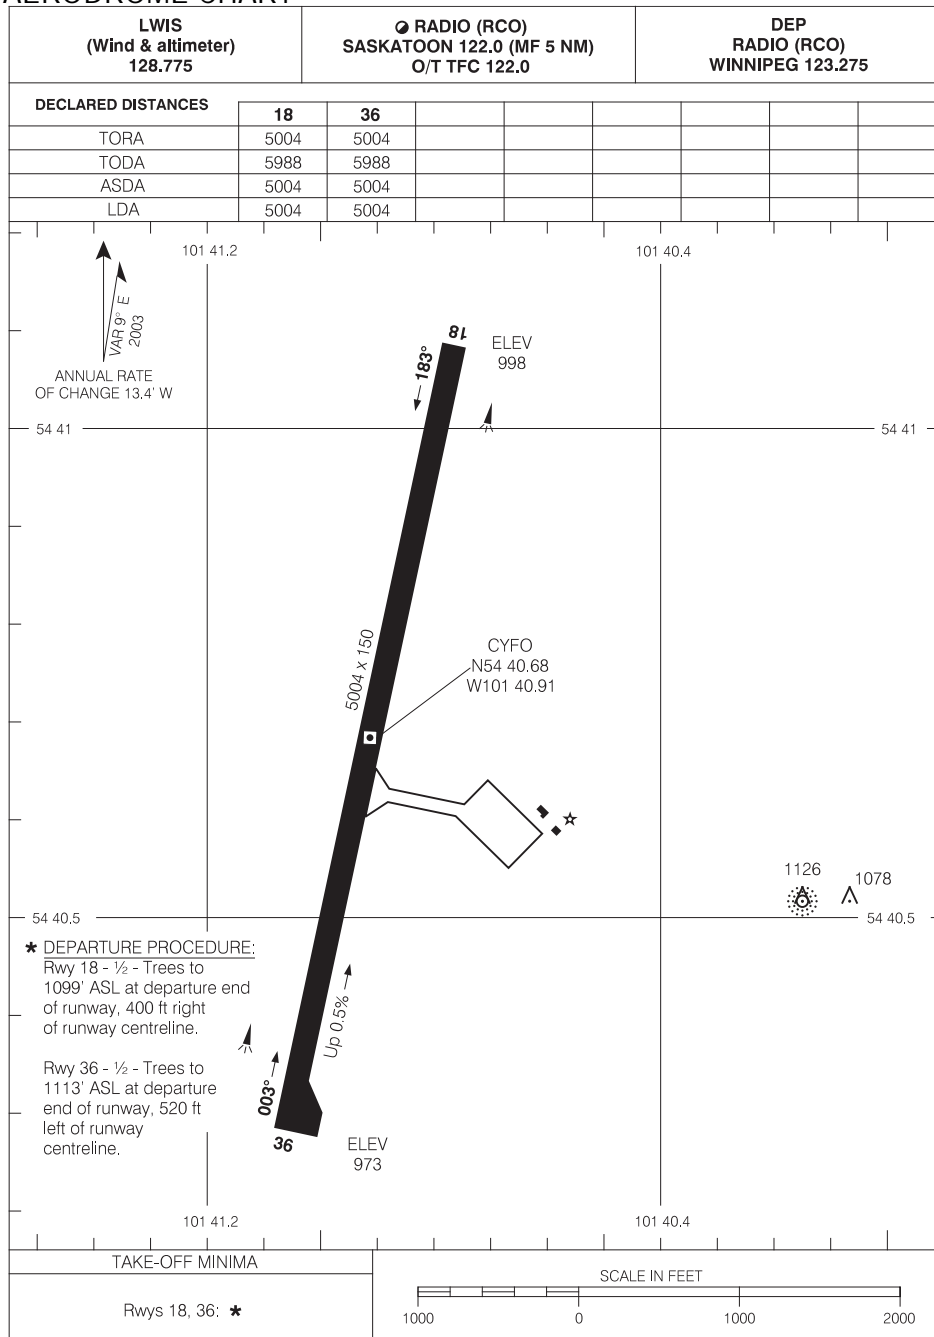 LWIS
(Wind & altimeter)
128.775
RADIO (RCO)
SASKATOON 122.0 (MF 5 NM)
O/T TFC 122.0
DEP
RADIO (RCO)
WINNIPEG 123.275
DECLARED DISTANCES
18 36
TORA 5004 5004
TODA 5988 5988
ASDA 5004 5004
LDA 5004 5004
101 41.2
101 40.4
VAR 9° E
2003
ANNUAL RATE
OF CHANGE 13.4' W
18
ELEV
998
183°
54 41
54 41
5004 x 150
CYFO
N54 40.68
W101 40.91
1126
1078
54 40.5
54 40.5
* DEPARTURE PROCEDURE:
Rwy 18 - ½ - Trees to
1099' ASL at departure end
of runway, 400 ft right
of runway centreline.
Rwy 36 - ½ - Trees to
1113' ASL at departure
end of runway, 520 ft
left of runway
centreline.
Up 0.5%
003°
36
ELEV
973
101 41.2
101 40.4
TAKE-OFF MINIMA
Rwys 18, 36: *
SCALE IN FEET
1000 0 1000 2000